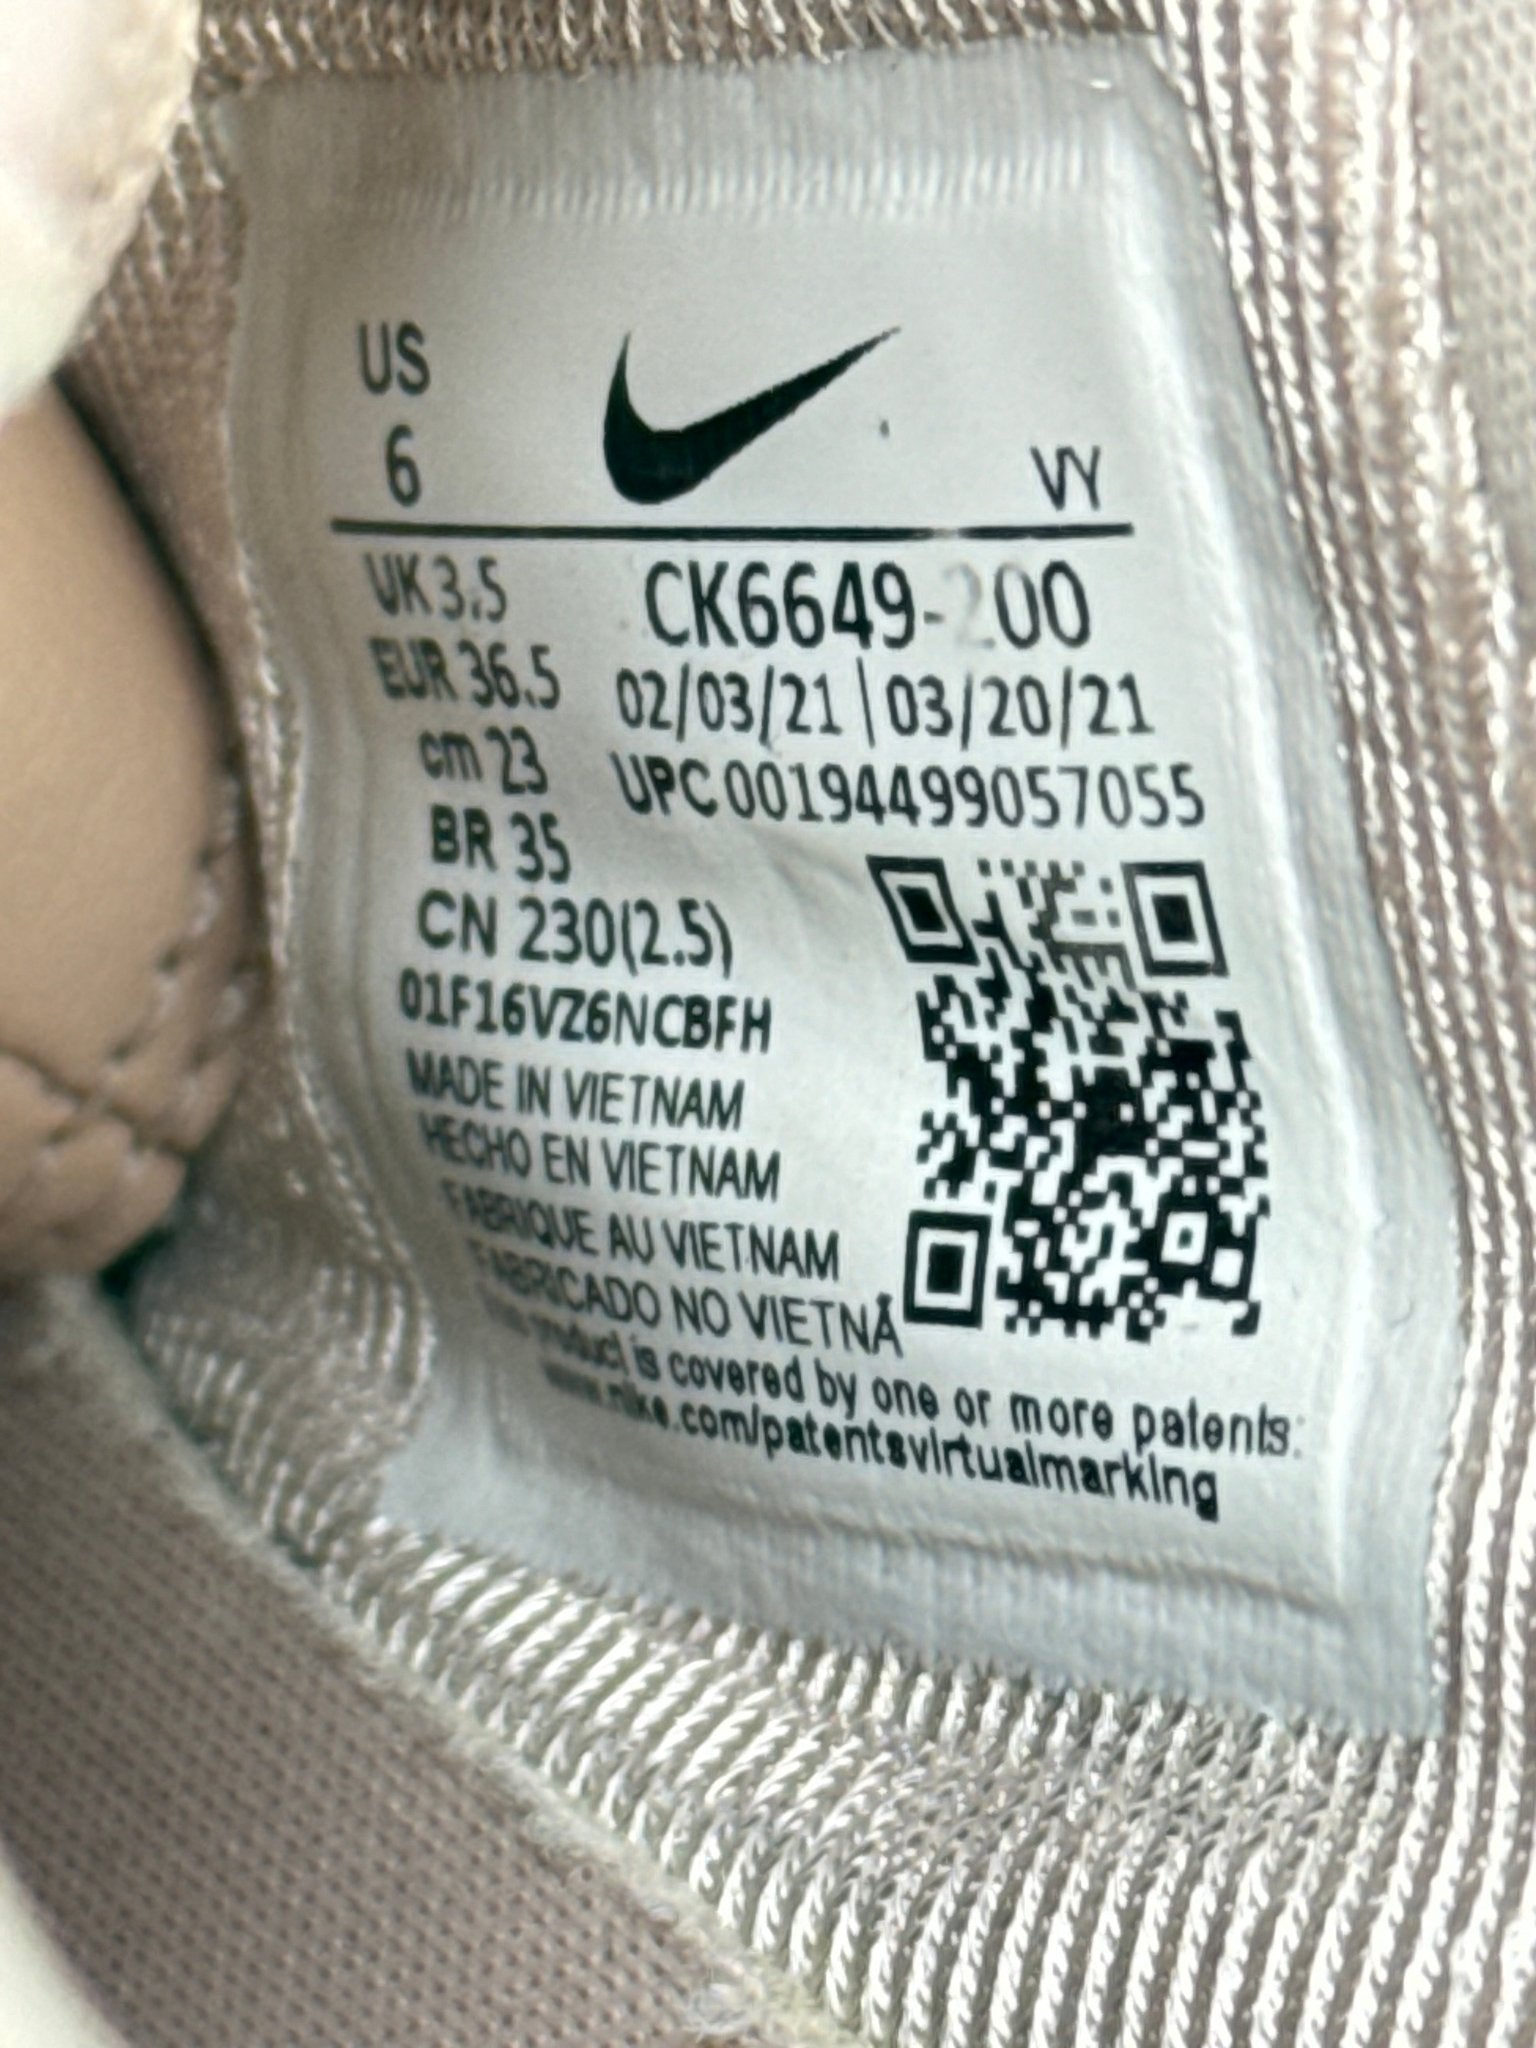 US
6
VY
UK 3.5
CK6649-200
EUR 36.5
02/03/21 | 03/20/21
cm 23
UPC 00194499057055
BR 35
CN 230(2.5)
01F16VZ6NCBFH
MADE IN VIETNAM
HECHO EN VIETNAM
FABRIQUE AU VIETNAM
FABRICADO NO VIETNÃ
product is covered by one or more patents:
www.nike.com/patentsvirtualmarking